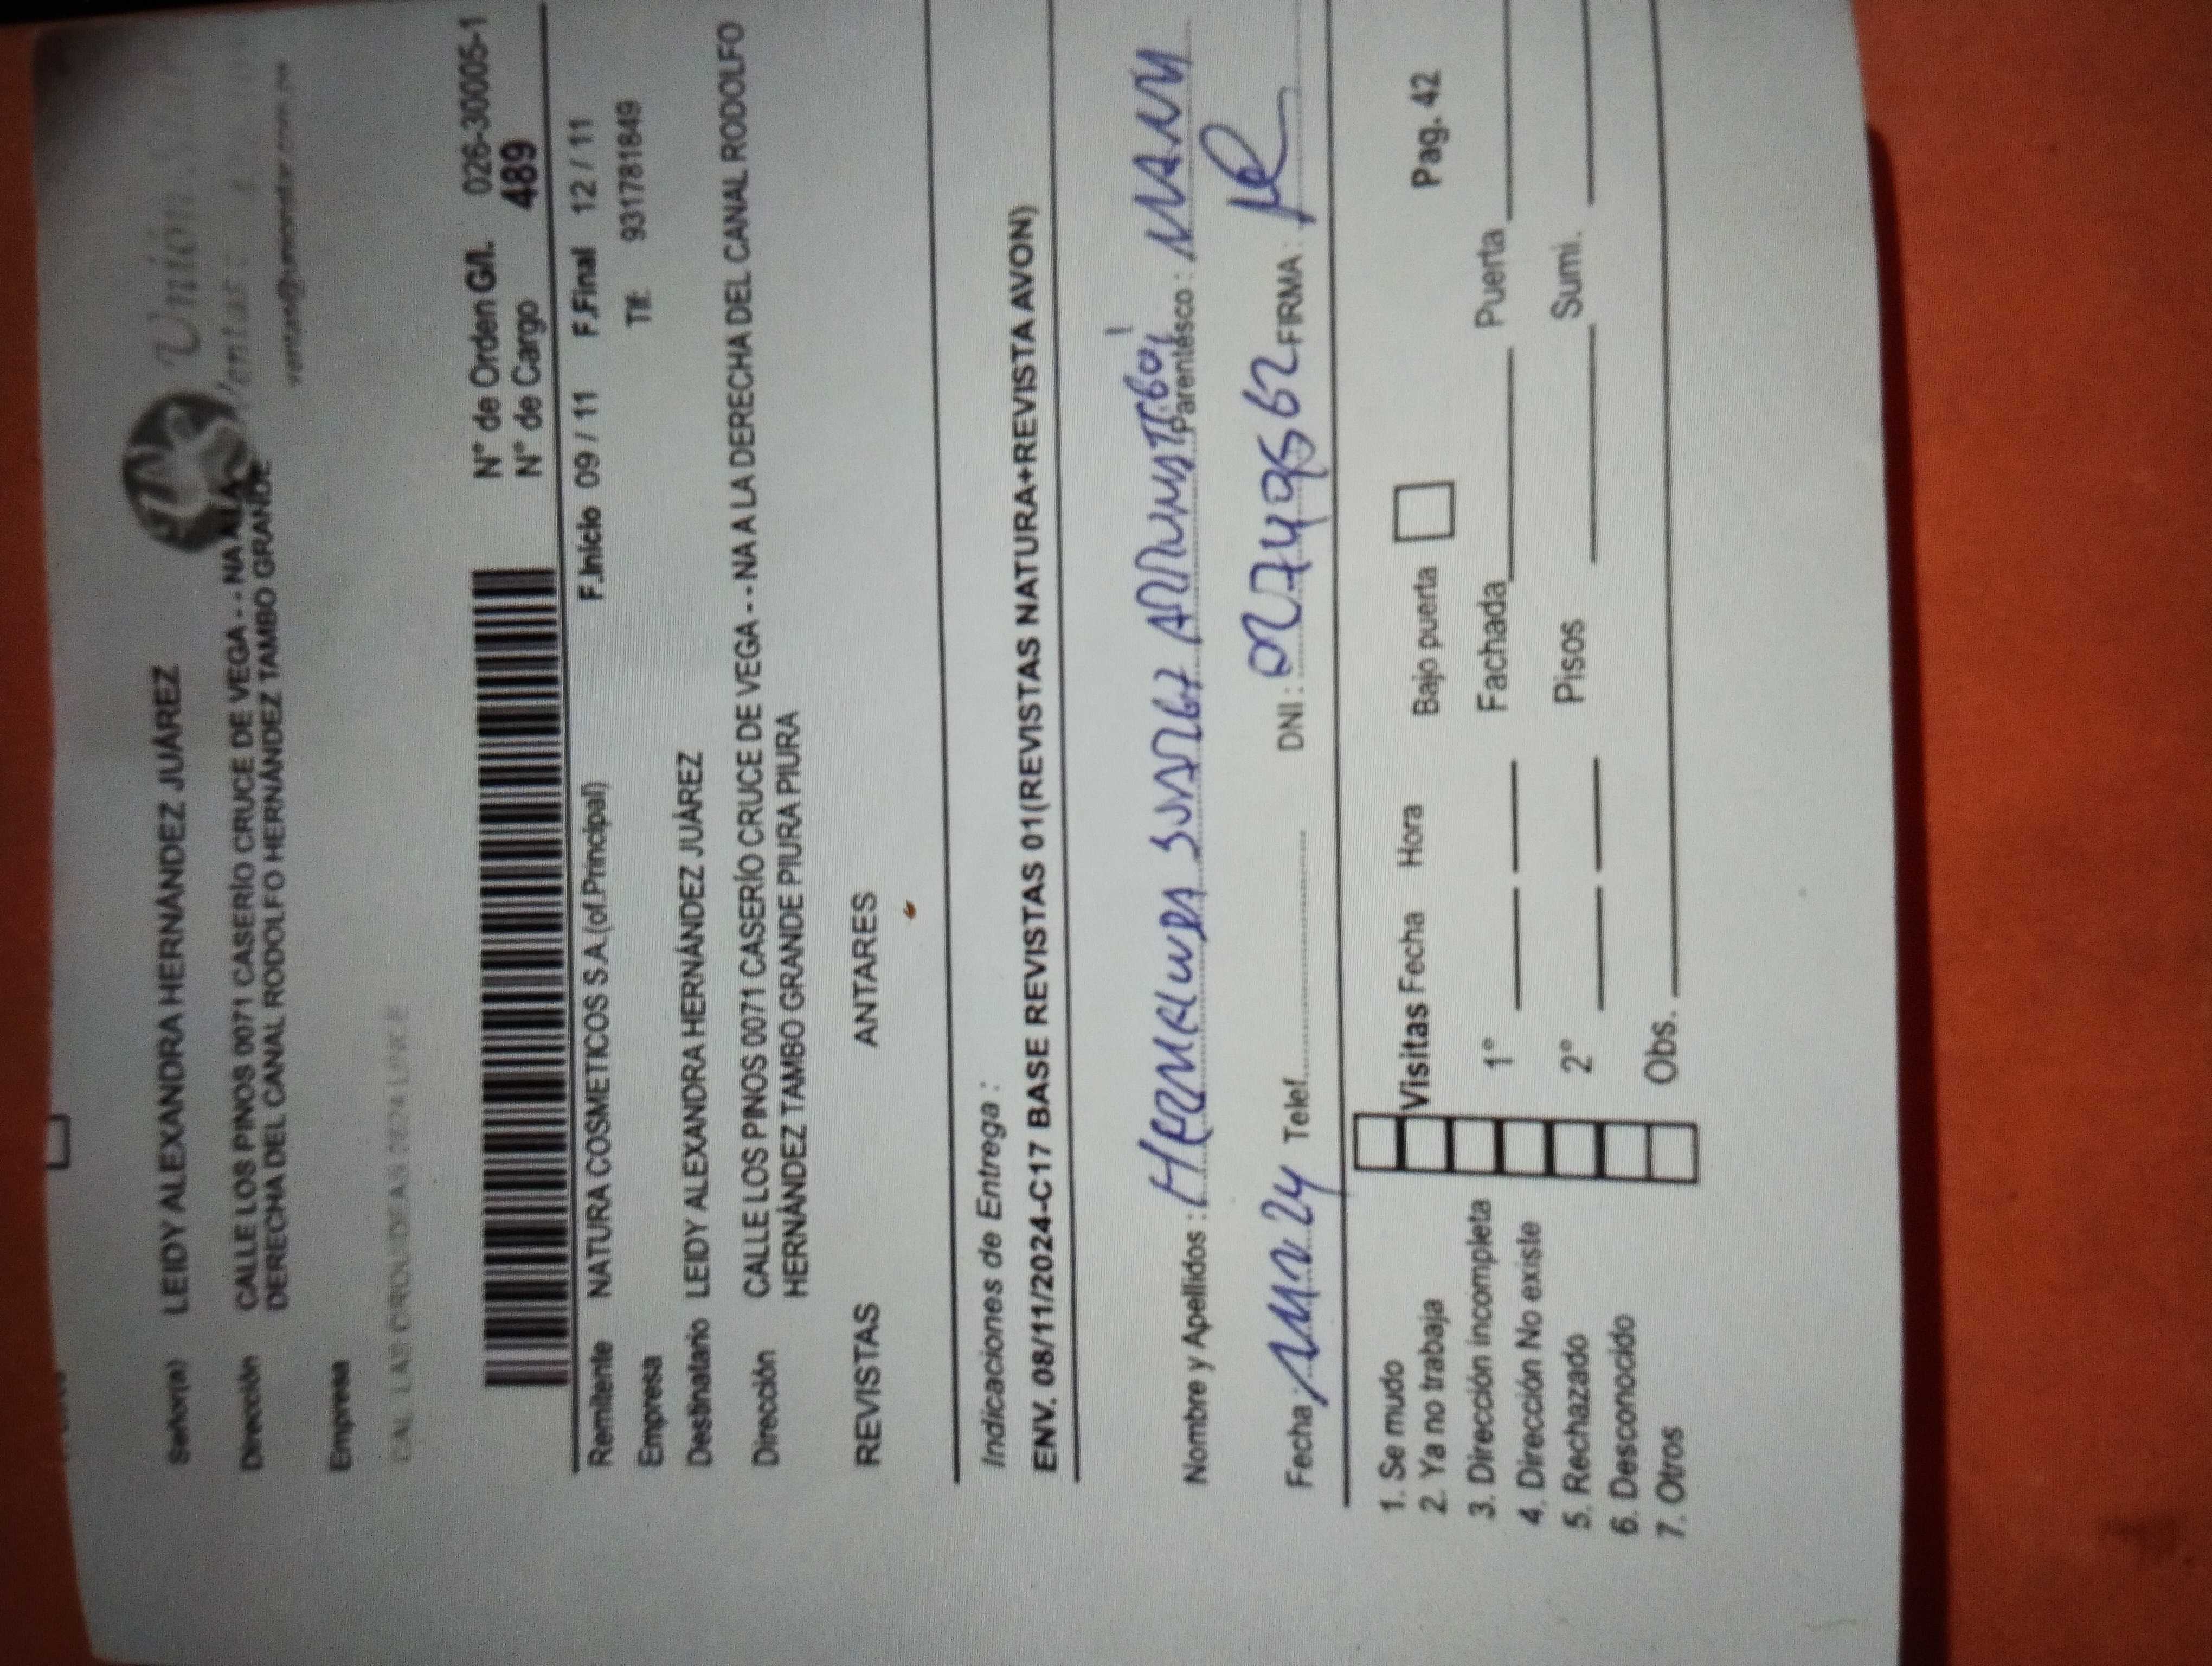 Unión
Ventas:
Señor(a) LEIDY ALEXANDRA HERNÁNDEZ JUÁREZ
Dirección CALLE LOS PINOS 0071 CASERÍO CRUCE DE VEGA - - NA A LA
DERECHA DEL CANAL RODOLFO HERNÁNDEZ TAMBO GRANDE
Empresa
N° de Orden G/l. 026-300005-1
N° de Cargo 489
Remitente NATURA COSMETICOS S.A.(of.Principal) F.Inicio 09 / 11 F.Final 12 / 11
Empresa Tlf: 931781849
Destinatario LEIDY ALEXANDRA HERNÁNDEZ JUÁREZ
Dirección CALLE LOS PINOS 0071 CASERÍO CRUCE DE VEGA - - NA A LA DERECHA DEL CANAL RODOLFO
HERNÁNDEZ TAMBO GRANDE PIURA PIURA
REVISTAS ANTARES
Indicaciones de Entrega :
ENV. 08/11/2024-C17 BASE REVISTAS 01(REVISTAS NATURA+REVISTA AVON)
Nombre y Apellidos : Parentesco :
Fecha : Telef. DNI : FIRMA :
1. Se mudo
2. Ya no trabaja
3. Dirección incompleta
4. Dirección No existe
5. Rechazado
6. Desconocido
7. Otros
Visitas Fecha Hora Bajo puerta Pag. 42
1° Fachada Puerta
2° Pisos Sumi.
Obs.